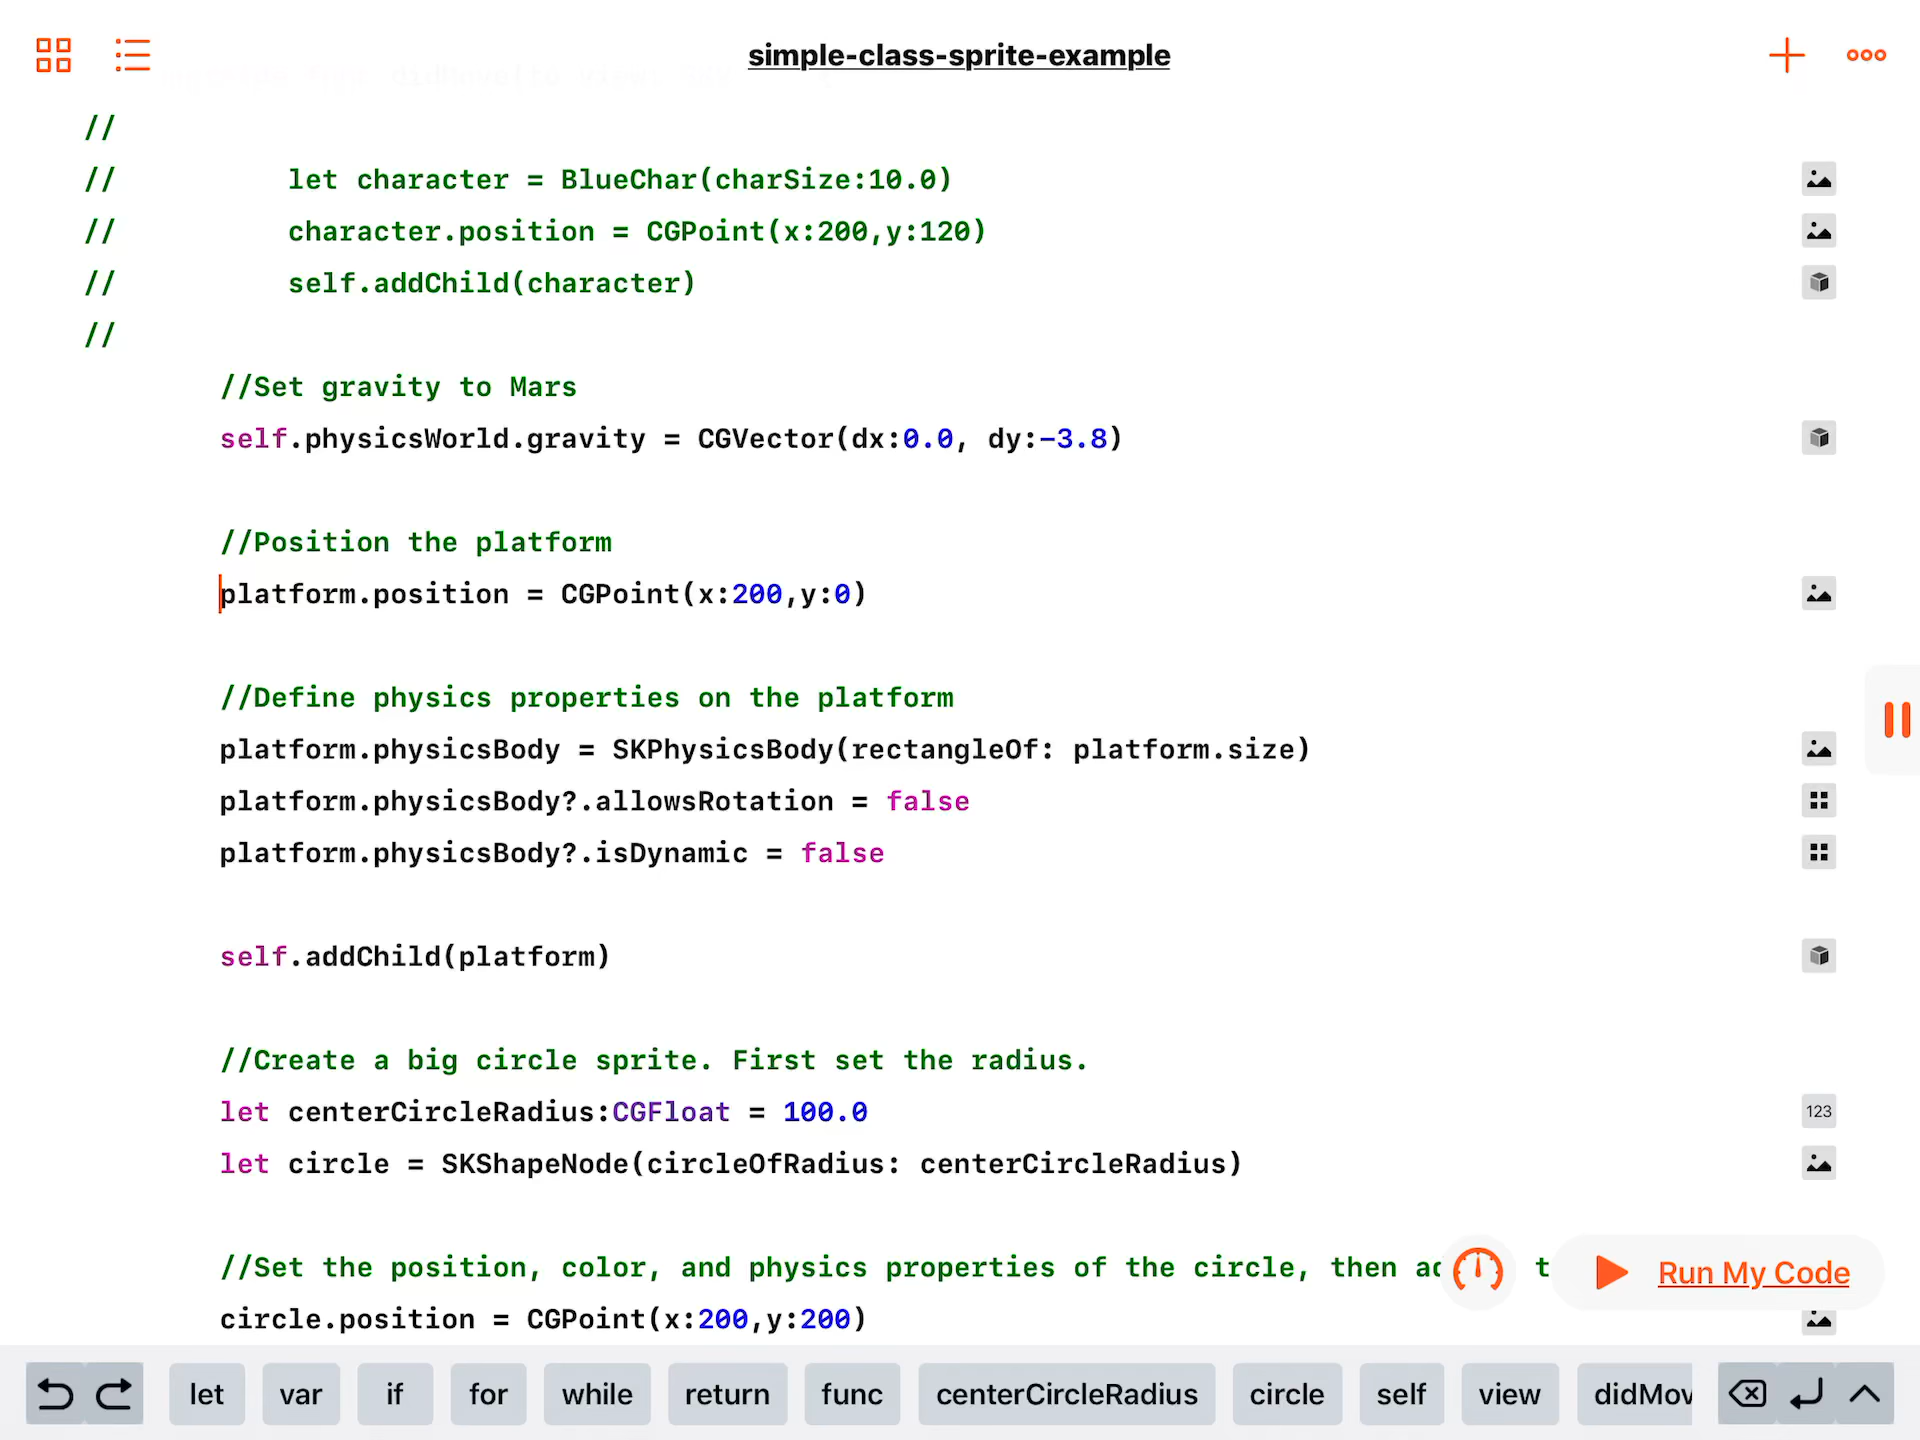 simple-class-sprite-example
//
// let character = BlueChar(charSize:10.0)
// character.position = CGPoint(x:200,y:120)
// self.addChild(character)
//
//Set gravity to Mars
self.physicsWorld.gravity = CGVector(dx:0.0, dy:-3.8)
//Position the platform
platform.position = CGPoint(x:200,y:0)
//Define physics properties on the platform
platform.physicsBody = SKPhysicsBody(rectangleOf: platform.size)
platform.physicsBody?.allowsRotation = false
platform.physicsBody?.isDynamic = false
self.addChild(platform)
//Create a big circle sprite. First set the radius.
let centerCircleRadius:CGFloat = 100.0
123
let circle = SKShapeNode(circleOfRadius: centerCircleRadius)
//Set the position, color, and physics properties of the circle, then
Run My Code
circle.position = CGPoint(x:200,y:200)
let var if for while return func centerCircleRadius circle self view didMov